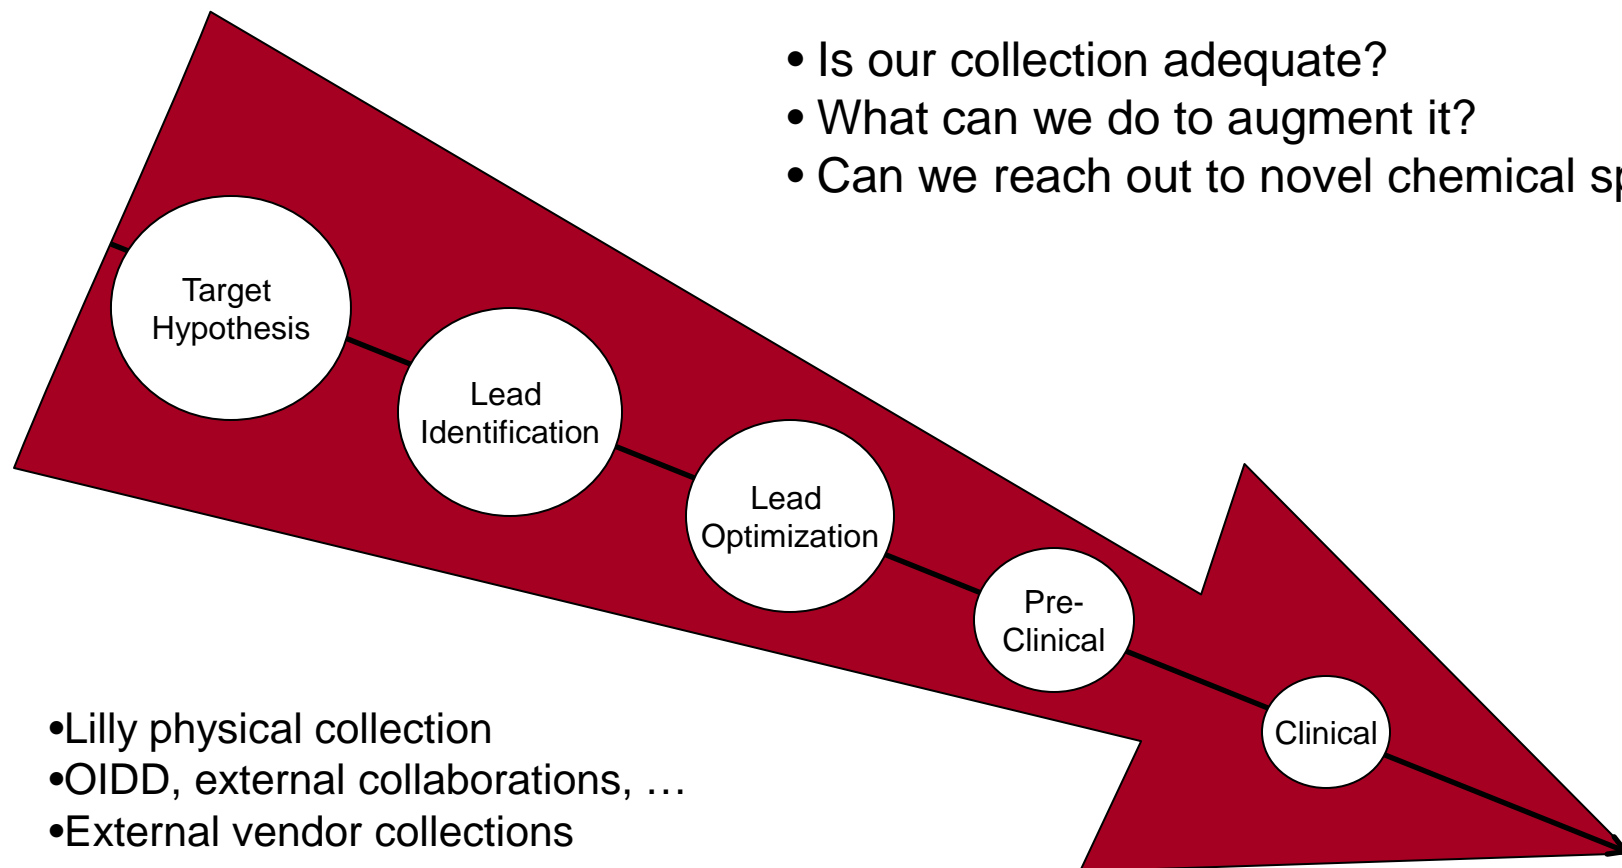 • Is our collection adequate?
• What can we do to augment it?
• Can we reach out to novel chemical
Target
Hypothesis
Lead
Identification
Lead
Optimization
Pre-
Clinical
Clinical
•Lilly physical collection
•OIDD, external collaborations, …
•External vendor collections